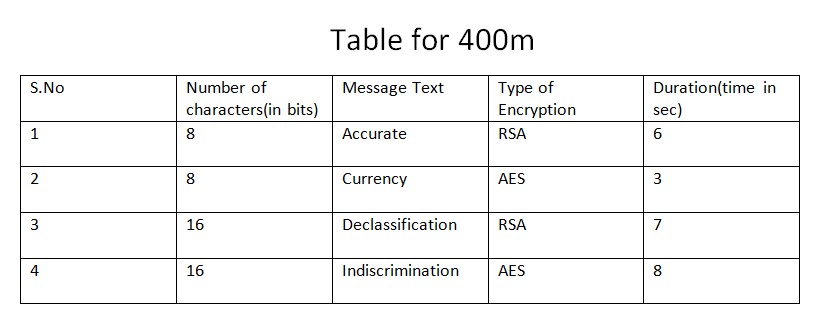 Table for 400m
S.No Number of characters(in bits) Message Text Type of Encryption Duration(time in sec)
1 8 Accurate RSA 6
2 8 Currency AES 3
3 16 Declassification RSA 7
4 16 Indiscrimination AES 8